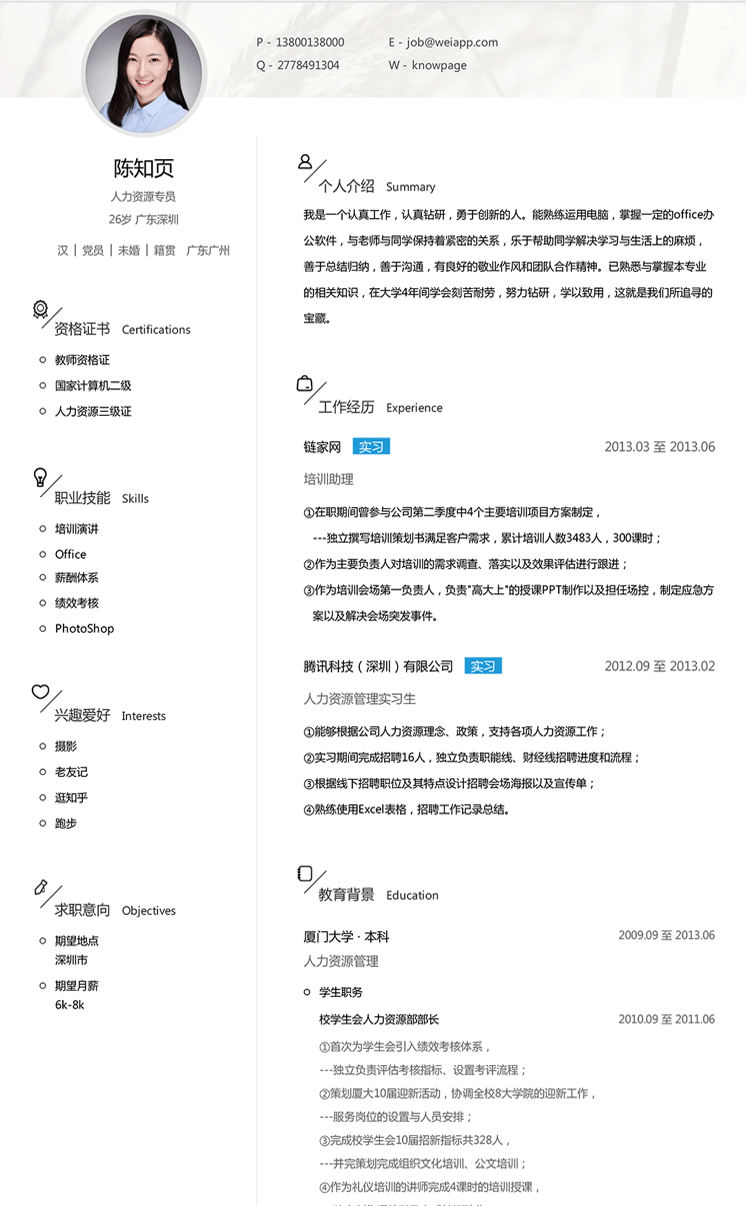 P - 13800138000
E - job@weiapp.com
Q - 2778491304
W - knowpage
陈知页
人力资源专员
26岁 广东深圳
汉 | 党员 | 未婚 | 籍贯 广东广州
资格证书 Certifications
教师资格证
国家计算机二级
人力资源三级证
职业技能 Skills
培训演讲
Office
薪酬体系
绩效考核
PhotoShop
兴趣爱好 Interests
摄影
老友记
逛知乎
跑步
求职意向 Objectives
期望地点
深圳市
期望月薪
6k-8k
个人介绍 Summary
我是一个认真工作，认真钻研，勇于创新的人。能熟练运用电脑，掌握一定的office办
公软件，与老师与同学保持着紧密的关系，乐于帮助同学解决学习与生活上的麻烦，
善于总结归纳，善于沟通，有良好的敬业作风和团队合作精神。已熟悉与掌握本专业
的相关知识，在大学4年间学会刻苦耐劳，努力钻研，学以致用，这就是我们所追寻的
宝藏。
工作经历 Experience
链家网 实习 2013.03 至 2013.06
培训助理
①在职期间曾参与公司第二季度中4个主要培训项目方案制定，
---独立撰写培训策划书满足客户需求，累计培训人数3483人，300课时；
②作为主要负责人对培训的需求调查、落实以及效果评估进行跟进；
③作为培训会场第一负责人，负责"高大上"的授课PPT制作以及担任场控，制定应急方
案以及解决会场突发事件。
腾讯科技（深圳）有限公司 实习 2012.09 至 2013.02
人力资源管理实习生
①能够根据公司人力资源理念、政策，支持各项人力资源工作；
②实习期间完成招聘16人，独立负责职能线、财经线招聘进度和流程；
③根据线下招聘职位及其特点设计招聘会场海报以及宣传单；
④熟练使用Excel表格，招聘工作记录总结。
教育背景 Education
厦门大学 · 本科 2009.09 至 2013.06
人力资源管理
学生职务
校学生会人力资源部部长 2010.09 至 2011.06
①首次为学生会引入绩效考核体系，
---独立负责评估考核指标、设置考评流程；
②策划厦大10届迎新活动，协调全校8大学院的迎新工作，
---服务岗位的设置与人员安排；
③完成校学生会10届招新指标共328人，
---并完策划完成组织文化培训、公文培训；
④作为礼仪培训的讲师完成4课时的培训授课，